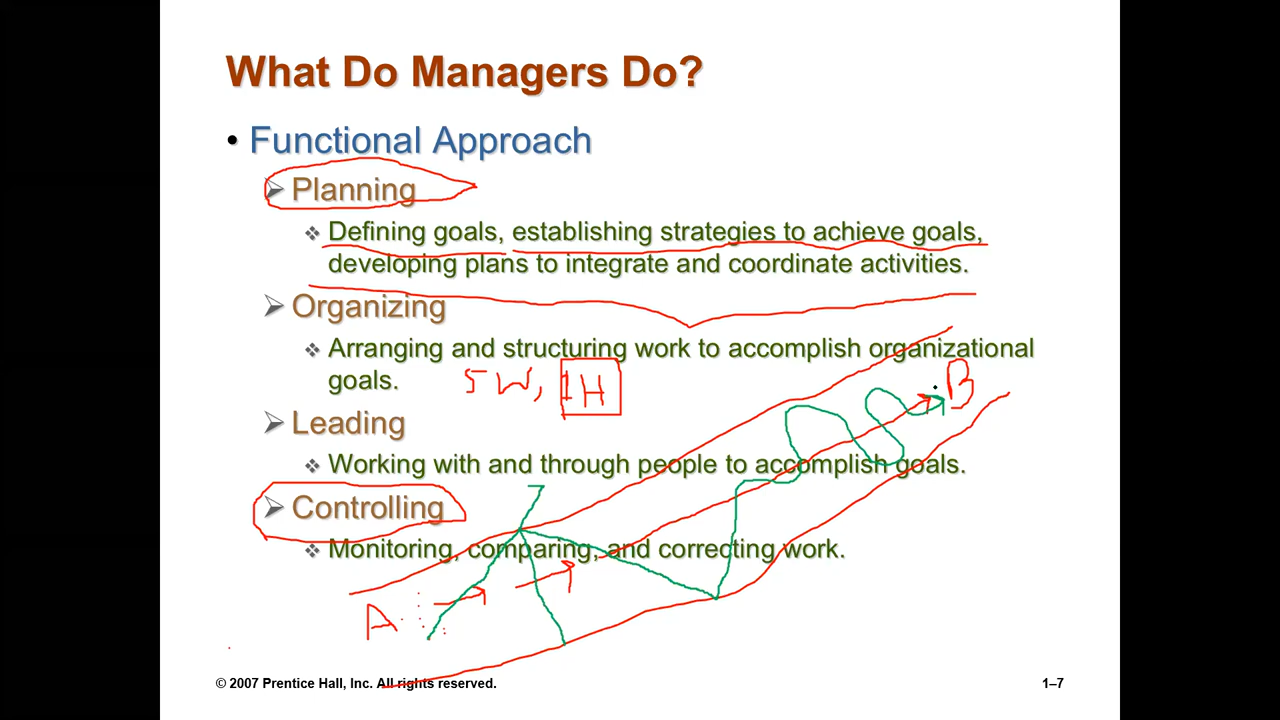 What Do Managers Do?
• Functional Approach
Planning
Defining goals, establishing strategies to achieve goals,
developing plans to integrate and coordinate activities.
Organizing
Arranging and structuring work to accomplish organizational
goals.
5 W, 1H
B
Leading
Working with and through people to accomplish goals.
Controlling
Monitoring, comparing, and correcting work.
A
© 2007 Prentice Hall, Inc. All rights reserved.
1–7